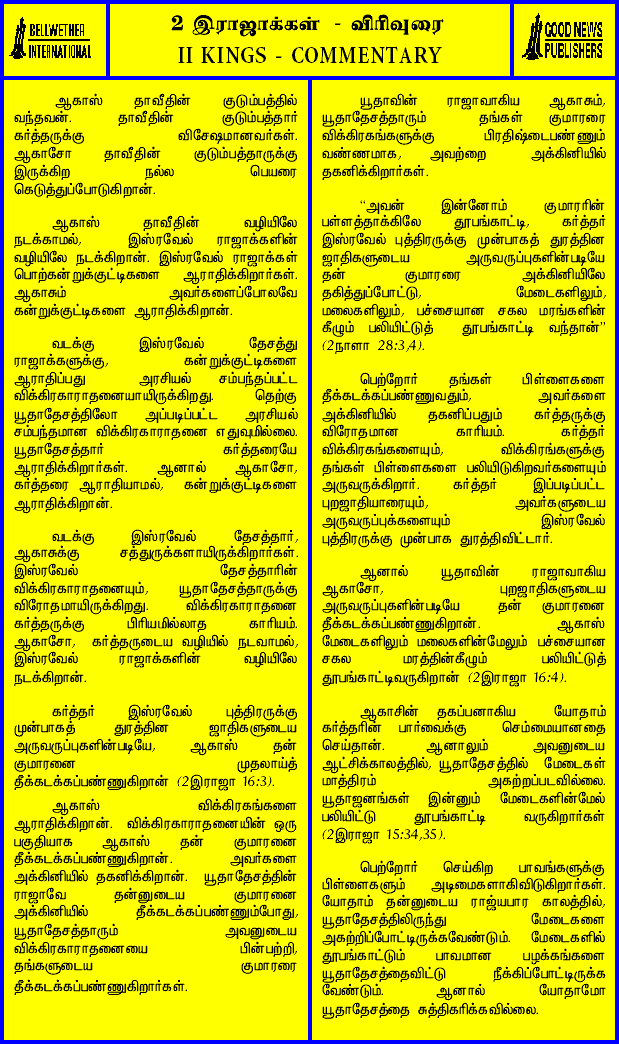 BELLWETHER
INTERNATIONAL
2 இராஜாக்கள் - விரிவுரை
II KINGS - COMMENTARY
GOOD NEWS
PUBLISHERS
ஆகாஸ் தாவீதின் குடும்பத்தில்
வந்தவன். தாவீதின் குடும்பத்தார்
கர்த்தருக்கு விசேஷமானவர்கள்.
ஆகாசோ தாவீதின் குடும்பத்தாருக்கு
இருக்கிற நல்ல பெயரை
கெடுத்துப்போடுகிறான்.
ஆகாஸ் தாவீதின் வழியிலே
நடக்காமல், இஸ்ரவேல் ராஜாக்களின்
வழியிலே நடக்கிறான். இஸ்ரவேல் ராஜாக்கள்
பொற்கன்றுக்குட்டிகளை ஆராதிக்கிறார்கள்.
ஆகாசும் அவர்களைப்போலவே
கன்றுக்குட்டிகளை ஆராதிக்கிறான்.
வடக்கு இஸ்ரவேல் தேசத்து
ராஜாக்களுக்கு, கன்றுக்குட்டிகளை
ஆராதிப்பது அரசியல் சம்பந்தப்பட்ட
விக்கிரகாராதனையாயிருக்கிறது. தெற்கு
யூதாதேசத்திலோ அப்படிப்பட்ட அரசியல்
சம்பந்தமான விக்கிரகாராதனை எதுவுமில்லை.
யூதாதேசத்தார் கர்த்தரையே
ஆராதிக்கிறார்கள். ஆனால் ஆகாசோ,
கர்த்தரை ஆராதியாமல், கன்றுக்குட்டிகளை
ஆராதிக்கிறான்.
வடக்கு இஸ்ரவேல் தேசத்தார்,
ஆகாசுக்கு சத்துருக்களாயிருக்கிறார்கள்.
இஸ்ரவேல் தேசத்தாரின்
விக்கிரகாராதனையும், யூதாதேசத்தாருக்கு
விரோதமாயிருக்கிறது. விக்கிரகாராதனை
கர்த்தருக்கு பிரியமில்லாத காரியம்.
ஆகாசோ, கர்த்தருடைய வழியில் நடவாமல்,
இஸ்ரவேல் ராஜாக்களின் வழியிலே
நடக்கிறான்.
கர்த்தர் இஸ்ரவேல் புத்திரருக்கு
முன்பாகத் துரத்தின ஜாதிகளுடைய
அருவருப்புகளின்படியே, ஆகாஸ் தன்
குமாரனை முதலாய்த்
தீக்கடக்கப்பண்ணுகிறான் (2இராஜா 16:3).
ஆகாஸ் விக்கிரகங்களை
ஆராதிக்கிறான். விக்கிரகாராதனையின் ஒரு
பகுதியாக ஆகாஸ் தன் குமாரனை
தீக்கடக்கப்பண்ணுகிறான். அவர்களை
அக்கினியில் தகனிக்கிறான். யூதாதேசத்தின்
ராஜாவே தன்னுடைய குமாரனை
அக்கினியில் தீக்கடக்கப்பண்ணும்போது,
யூதாதேசத்தாரும் அவனுடைய
விக்கிரகாராதனையை பின்பற்றி,
தங்களுடைய குமாரரை
தீக்கடக்கப்பண்ணுகிறார்கள்.
யூதாவின் ராஜாவாகிய ஆகாசும்,
யூதாதேசத்தாரும் தங்கள் குமாரரை
விக்கிரகங்களுக்கு பிரதிஷ்டைபண்ணும்
வண்ணமாக, அவற்றை அக்கினியில்
தகனிக்கிறார்கள்.
"அவன் இன்னோம் குமாரரின்
பள்ளத்தாக்கிலே தூபங்காட்டி, கர்த்தர்
இஸ்ரவேல் புத்திரருக்கு முன்பாகத் துரத்தின
ஜாதிகளுடைய அருவருப்புகளின்படியே
தன் குமாரரை அக்கினியிலே
தகித்துப்போட்டு, மேடைகளிலும்,
மலைகளிலும், பச்சையான சகல மரங்களின்
கீழும் பலியிட்டுத் தூபங்காட்டி வந்தான்"
(2நாளா 28:3,4).
பெற்றோர் தங்கள் பிள்ளைகளை
தீக்கடக்கப்பண்ணுவதும், அவர்களை
அக்கினியில் தகனிப்பதும் கர்த்தருக்கு
விரோதமான காரியம். கர்த்தர்
விக்கிரகங்களையும், விக்கிரங்களுக்கு
தங்கள் பிள்ளைகளை பலியிடுகிறவர்களையும்
அருவருக்கிறார். கர்த்தர் இப்படிப்பட்ட
புறஜாதியாரையும், அவர்களுடைய
அருவருப்புக்களையும் இஸ்ரவேல்
புத்திரருக்கு முன்பாக துரத்திவிட்டார்.
ஆனால் யூதாவின் ராஜாவாகிய
ஆகாசோ, புறஜாதிகளுடைய
அருவருப்புகளின்படியே தன் குமாரனை
தீக்கடக்கப்பண்ணுகிறான். ஆகாஸ்
மேடைகளிலும் மலைகளின்மேலும் பச்சையான
சகல மரத்தின்கீழும் பலியிட்டுத்
தூபங்காட்டிவருகிறான் (2இராஜா 16:4).
ஆகாசின் தகப்பனாகிய யோதாம்
கர்த்தரின் பார்வைக்கு செம்மையானதை
செய்தான். ஆனாலும் அவனுடைய
ஆட்சிக்காலத்தில், யூதாதேசத்தில் மேடைகள்
மாத்திரம் அகற்றப்படவில்லை.
யூதாஜனங்கள் இன்னும் மேடைகளின்மேல்
பலியிட்டு தூபங்காட்டி வருகிறார்கள்
(2இராஜா 15:34,35).
பெற்றோர் செய்கிற பாவங்களுக்கு
பிள்ளைகளும் அடிமைகளாகிவிடுகிறார்கள்.
யோதாம் தன்னுடைய ராஜ்யபார காலத்தில்,
யூதாதேசத்திலிருந்து மேடைகளை
அகற்றிப்போட்டிருக்கவேண்டும். மேடைகளில்
தூபங்காட்டும் பாவமான பழக்கங்களை
யூதாதேசத்தைவிட்டு நீக்கிப்போட்டிருக்க
வேண்டும். ஆனால் யோதாமோ
யூதாதேசத்தை சுத்திகரிக்கவில்லை.